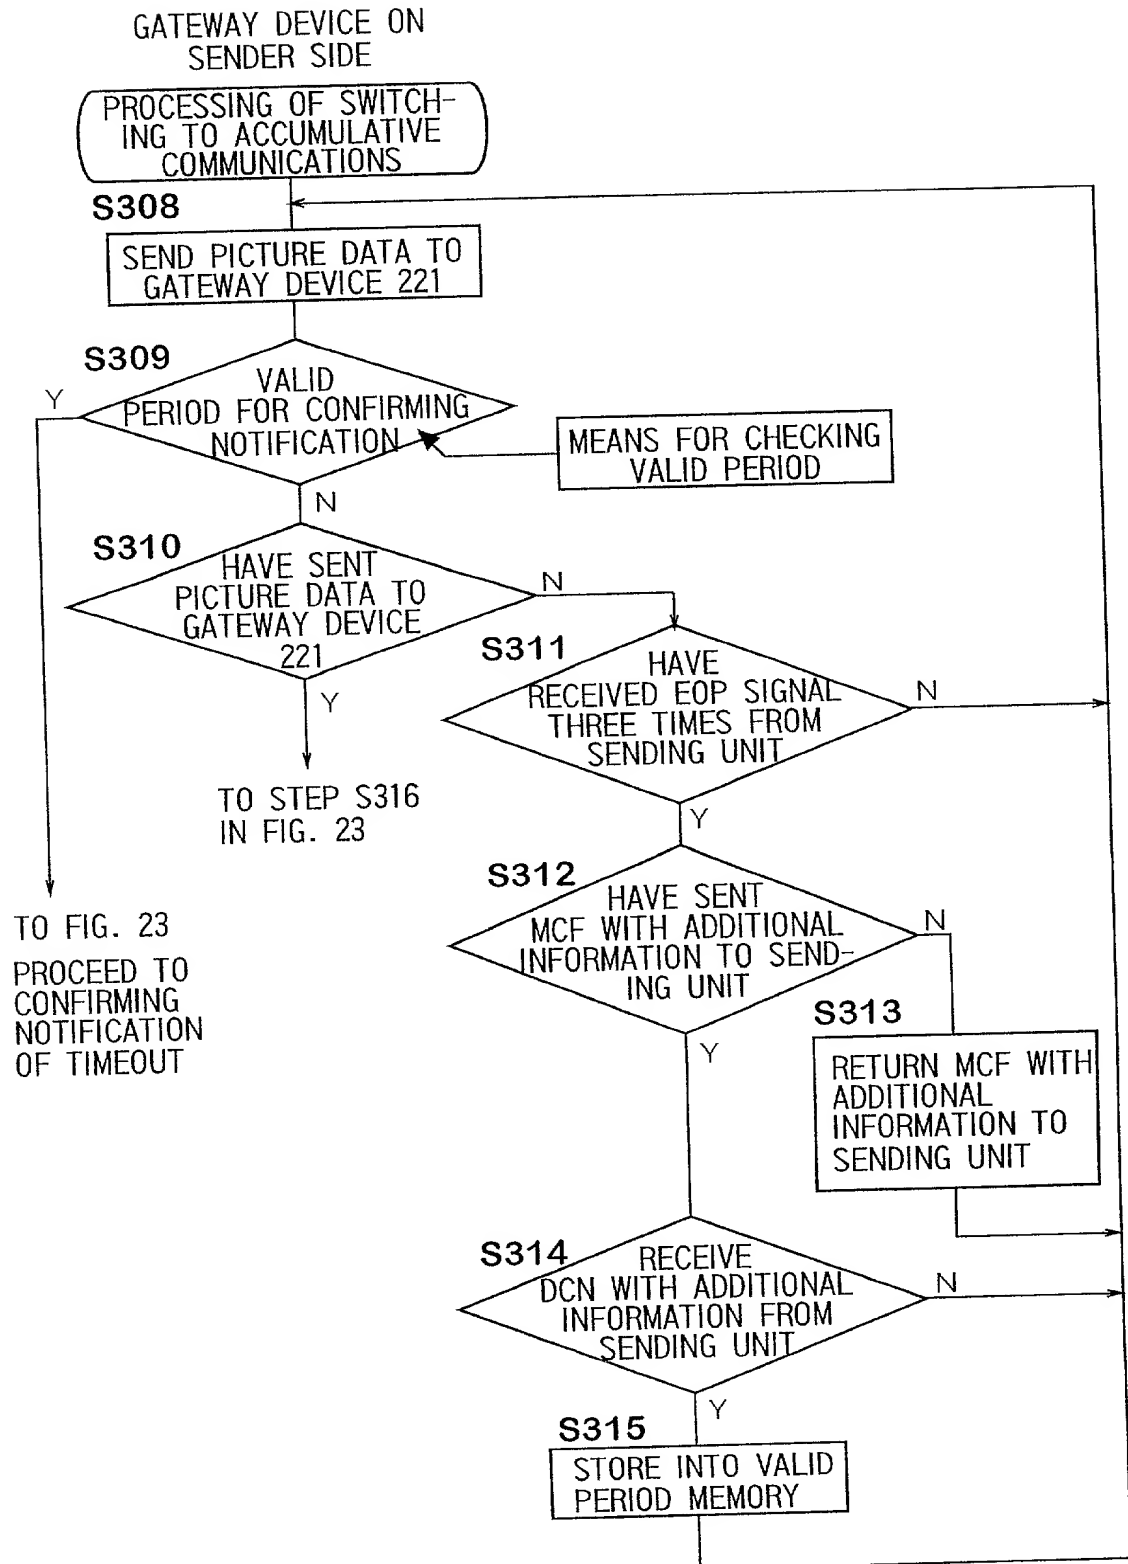 GATEWAY DEVICE ON
SENDER SIDE
PROCESSING OF SWITCH-
ING TO ACCUMULATIVE
COMMUNICATIONS
S308
SEND PICTURE DATA TO
GATEWAY DEVICE 221
S309
Y
VALID
PERIOD FOR CONFIRMING
NOTIFICATION
MEANS FOR CHECKING
VALID PERIOD
N
S310
HAVE SENT
PICTURE DATA TO
GATEWAY DEVICE
221
N
Y
TO STEP S316
IN FIG. 23
S311
HAVE
RECEIVED EOP SIGNAL
THREE TIMES FROM
SENDING UNIT
N
Y
S312
HAVE SENT
MCF WITH ADDITIONAL
INFORMATION TO SEND-
ING UNIT
N
Y
TO FIG. 23
PROCEED TO
CONFIRMING
NOTIFICATION
OF TIMEOUT
S313
RETURN MCF WITH
ADDITIONAL
INFORMATION TO
SENDING UNIT
S314
RECEIVE
DCN WITH ADDITIONAL
INFORMATION FROM
SENDING UNIT
N
Y
S315
STORE INTO VALID
PERIOD MEMORY